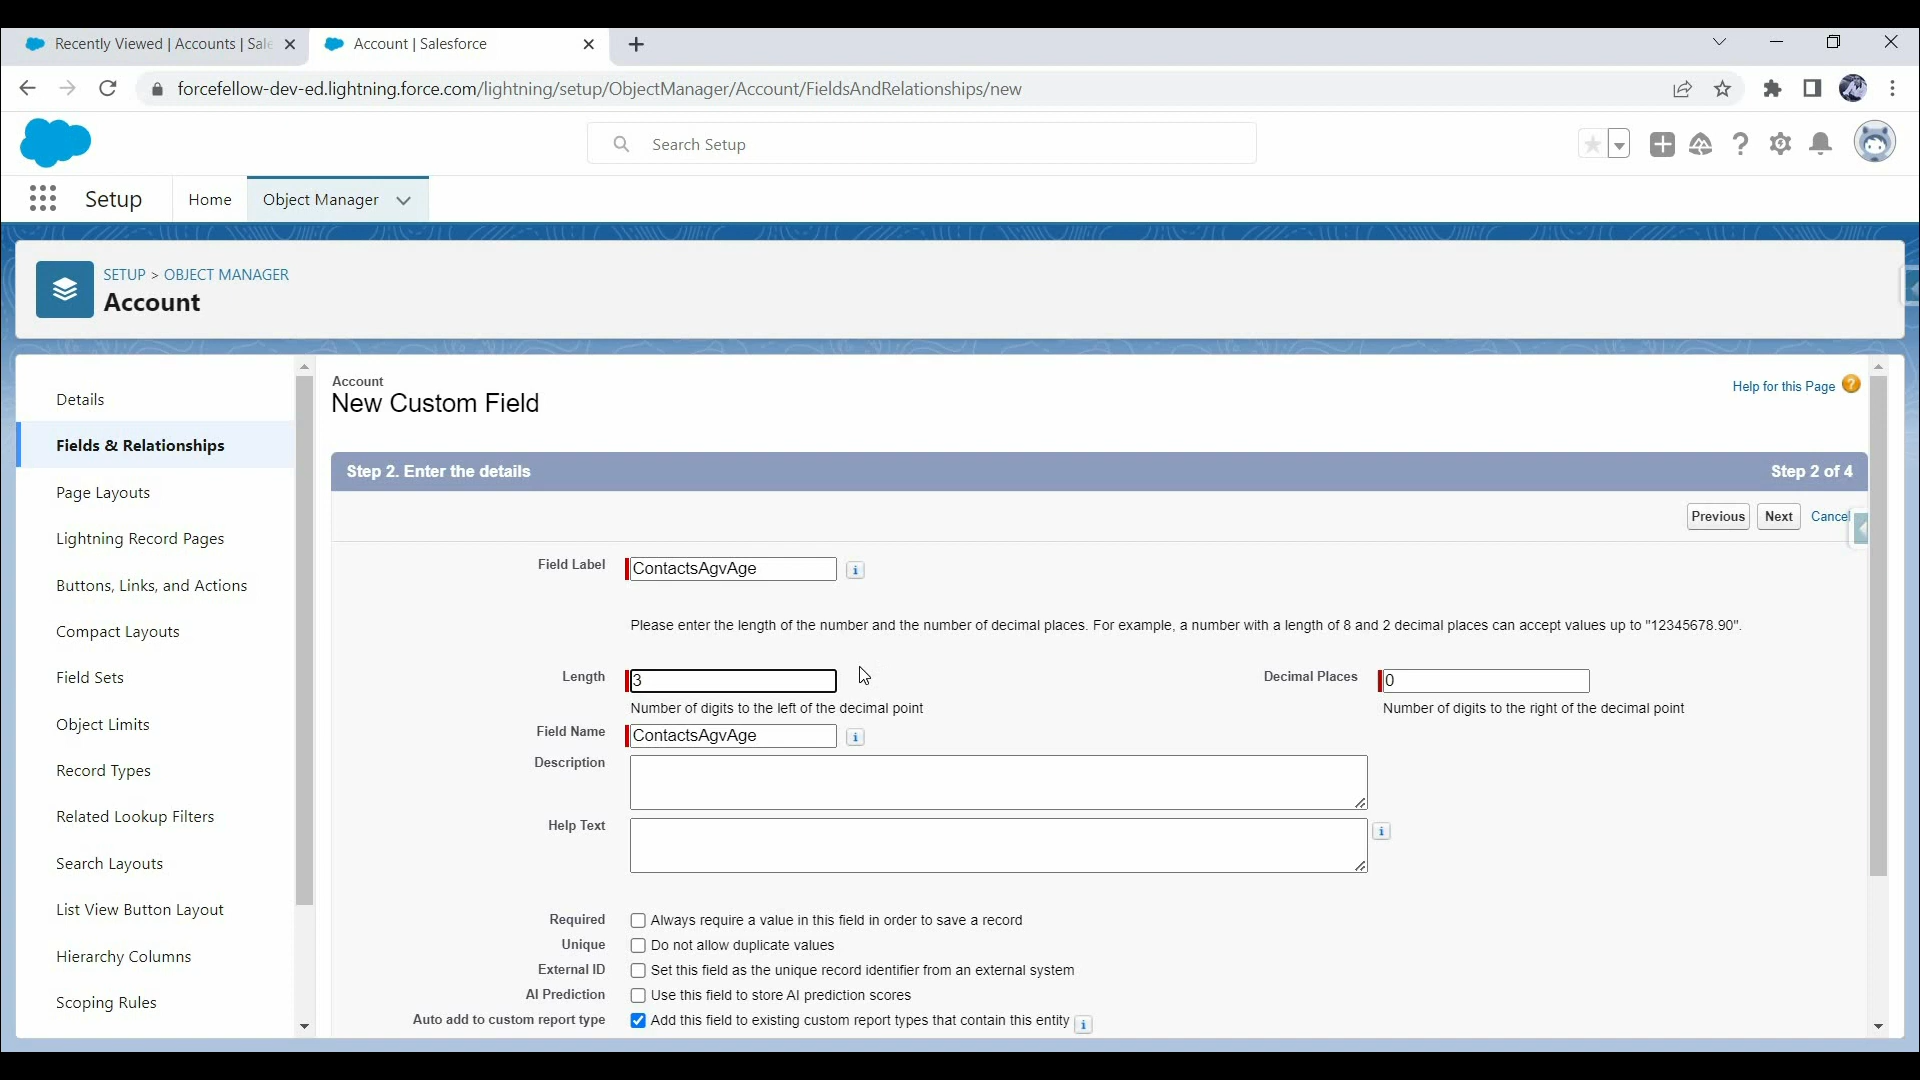 Recently Viewed | Accounts | Sale
Account | Salesforce
forcefellow-dev-ed.lightning.force.com/lightning/setup/ObjectManager/Account/FieldsAndRelationships/new
Search Setup
Setup
Home
Object Manager
SETUP > OBJECT MANAGER
Account
Details
Fields & Relationships
Page Layouts
Lightning Record Pages
Buttons, Links, and Actions
Compact Layouts
Field Sets
Object Limits
Record Types
Related Lookup Filters
Search Layouts
List View Button Layout
Hierarchy Columns
Scoping Rules
Account
New Custom Field
Help for this Page
Step 2. Enter the details
Step 2 of 4
Previous
Next
Cancel
Field Label
ContactsAgvAge
Please enter the length of the number and the number of decimal places. For example, a number with a length of 8 and 2 decimal places can accept values up to "12345678.90".
Length
3
Decimal Places
0
Number of digits to the left of the decimal point
Number of digits to the right of the decimal point
Field Name
ContactsAgvAge
Description
Help Text
Required
Always require a value in this field in order to save a record
Unique
Do not allow duplicate values
External ID
Set this field as the unique record identifier from an external system
AI Prediction
Use this field to store AI prediction scores
Auto add to custom report type
Add this field to existing custom report types that contain this entity